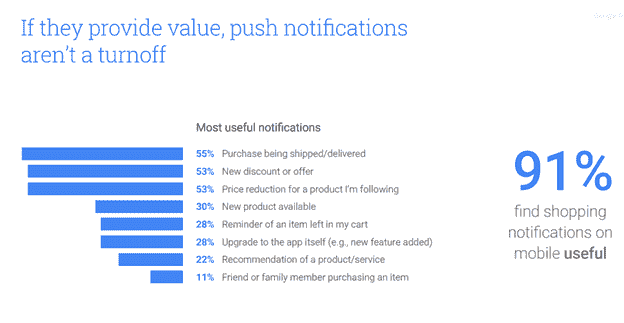 If they provide value, push notifications
aren't a turnoff
Most useful notifications
55% Purchase being shipped/delivered
53% New discount or offer
53% Price reduction for a product I'm following
30% New product available
28% Reminder of an item left in my cart
28% Upgrade to the app itself (e.g., new feature added)
22% Recommendation of a product/service
11% Friend or family member purchasing an item
91%
find shopping
notifications on
mobile useful